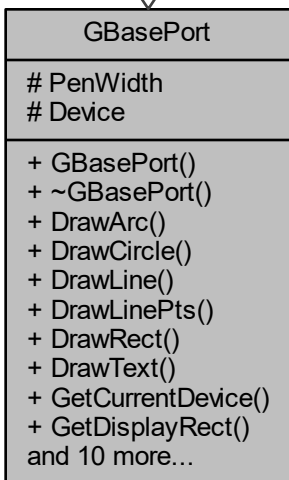 GBasePort
# PenWidth
# Device
+ GBasePort()
+ ~GBasePort()
+ DrawArc()
+ DrawCircle()
+ DrawLine()
+ DrawLinePts()
+ DrawRect()
+ DrawText()
+ GetCurrentDevice()
+ GetDisplayRect()
and 10 more...